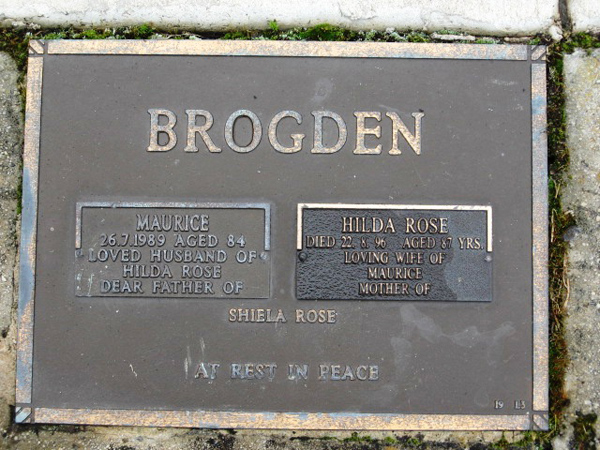 BROGDEN
MAURICE
26.7.1989 AGED 84
LOVED HUSBAND OF
HILDA ROSE
DEAR FATHER OF
HILDA ROSE
DIED 22.8.96 AGED 87 YRS.
LOVING WIFE OF
MAURICE
MOTHER OF
SHIELA ROSE
AT REST IN PEACE
19 13